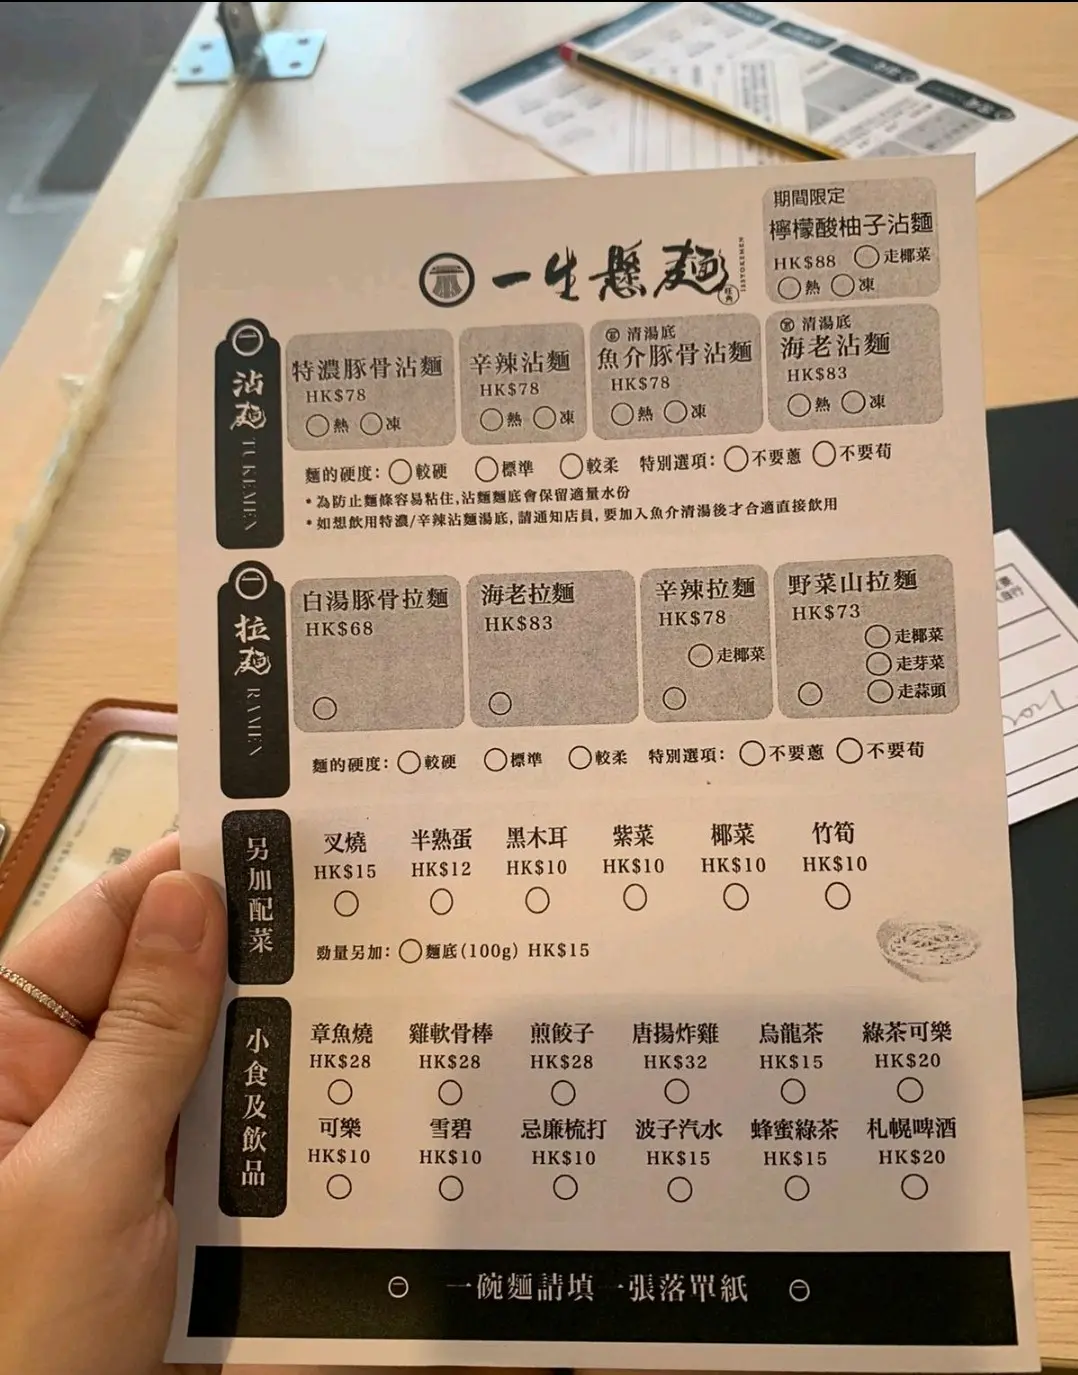 期間限定
檸檬酸柚子沾麵
HK$88 走椰菜
熱 凍
一生懸麵
ISSYOKEMEN
沾麵 TUKEMEN
特濃豚骨沾麵
HK$78
熱 凍
辛辣沾麵
HK$78
熱 凍
清湯底
魚介豚骨沾麵
HK$78
熱 凍
清湯底
海老沾麵
HK$83
熱 凍
麵的硬度: 較硬 標準 較柔 特別選項: 不要蔥 不要荀
*為防止麵條容易粘住,沾麵麵底會保留適量水份
*如想飲用特濃/辛辣沾麵湯底,請通知店員,要加入魚介清湯後才合適直接飲用
拉麵 RAMEN
白湯豚骨拉麵
HK$68
海老拉麵
HK$83
辛辣拉麵
HK$78
走椰菜
野菜山拉麵
HK$73
走椰菜
走芽菜
走蒜頭
麵的硬度: 較硬 標準 較柔 特別選項: 不要蔥 不要荀
另加配菜
叉燒 半熟蛋 黑木耳 紫菜 椰菜 竹筍
HK$15 HK$12 HK$10 HK$10 HK$10 HK$10
勁量另加: 麵底(100g) HK$15
小食及飲品
章魚燒 雞軟骨棒 煎餃子 唐揚炸雞 烏龍茶 綠茶可樂
HK$28 HK$28 HK$28 HK$32 HK$15 HK$20
可樂 雪碧 忌廉梳打 波子汽水 蜂蜜綠茶 札幌啤酒
HK$10 HK$10 HK$10 HK$15 HK$15 HK$20
一碗麵請填一張落單紙